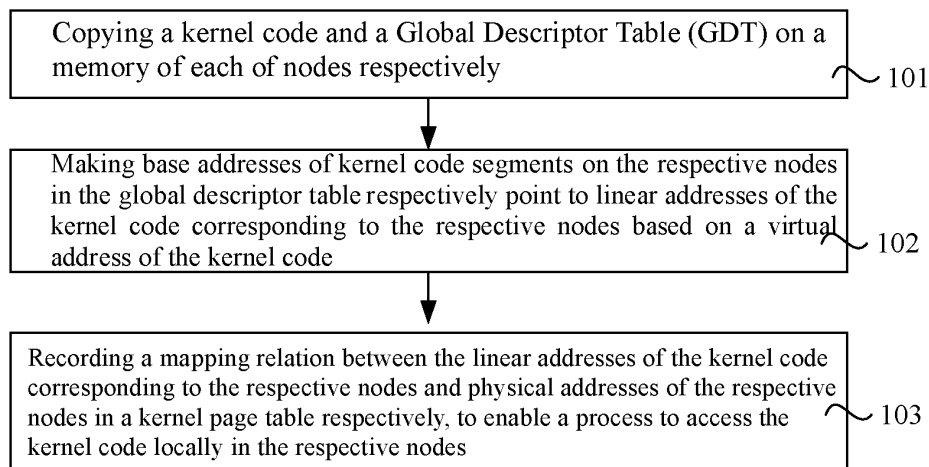 Copying a kernel code and a Global Descriptor Table (GDT) on a
memory of each of nodes respectively
101
Making base addresses of kernel code segments on the respective nodes
in the global descriptor table respectively point to linear addresses of the
kernel code corresponding to the respective nodes based on a virtual
address of the kernel code
102
Recording a mapping relation between the linear addresses of the kernel code
corresponding to the respective nodes and physical addresses of the respective
nodes in a kernel page table respectively, to enable a process to access the
kernel code locally in the respective nodes
103